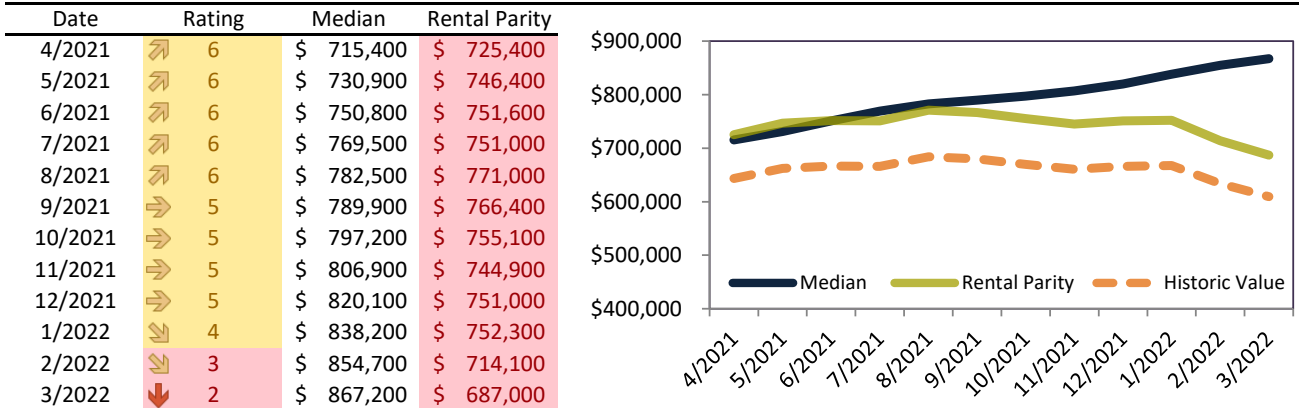 Date Rating Median Rental Parity
4/2021 6 $ 715,400 $ 725,400
5/2021 6 $ 730,900 $ 746,400
6/2021 6 $ 750,800 $ 751,600
7/2021 6 $ 769,500 $ 751,000
8/2021 6 $ 782,500 $ 771,000
9/2021 5 $ 789,900 $ 766,400
10/2021 5 $ 797,200 $ 755,100
11/2021 5 $ 806,900 $ 744,900
12/2021 5 $ 820,100 $ 751,000
1/2022 4 $ 838,200 $ 752,300
2/2022 3 $ 854,700 $ 714,100
3/2022 2 $ 867,200 $ 687,000
$900,000
$800,000
$700,000
$600,000
$500,000
$400,000
Median Rental Parity Historic Value
4/2021 5/2021 6/2021 7/2021 8/2021 9/2021 10/2021 11/2021 12/2021 1/2022 2/2022 3/2022